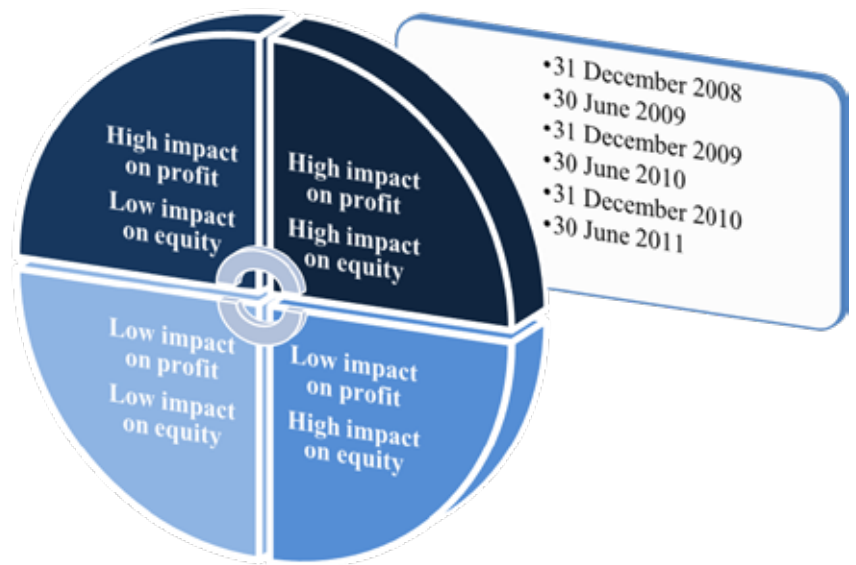 High impact
on profit
Low impact
on equity
High impact
on profit
High impact
on equity
•31 December 2008
•30 June 2009
•31 December 2009
•30 June 2010
•31 December 2010
•30 June 2011
Low impact
on profit
Low impact
on equity
Low impact
on profit
High impact
on equity